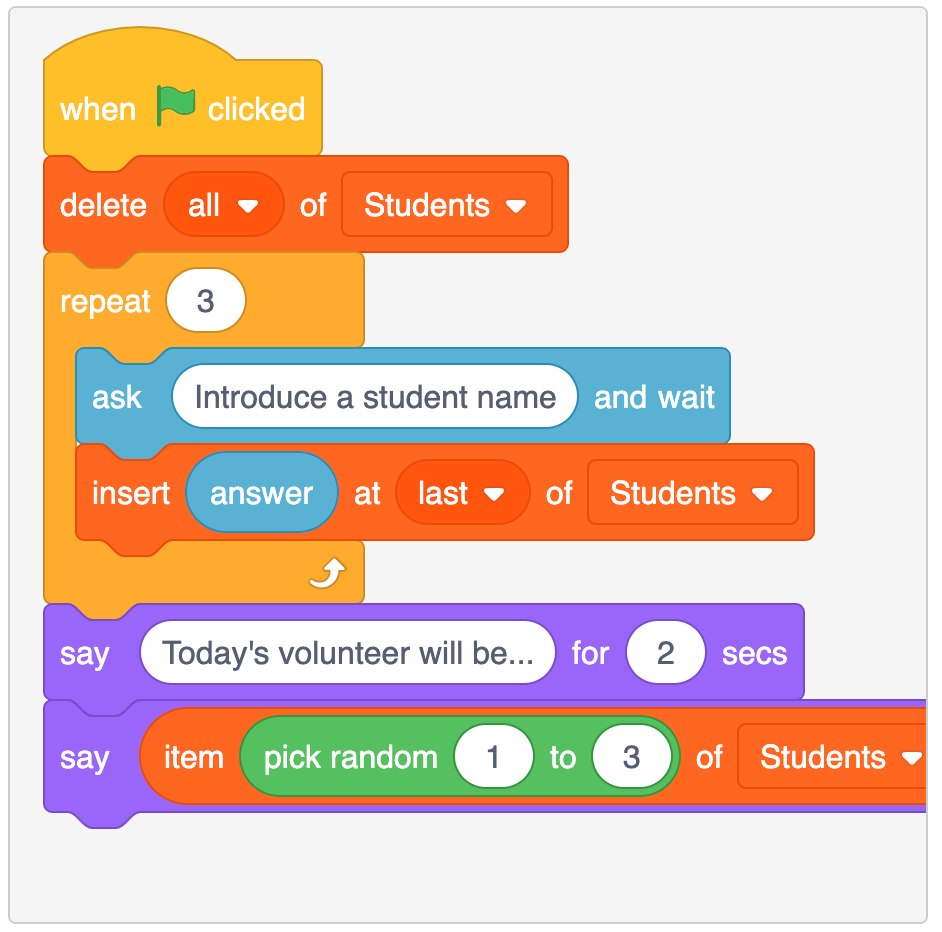 when clicked
delete all of Students
repeat 3
ask Introduce a student name and wait
insert answer at last of Students
say Today's volunteer will be... for 2 secs
say item pick random 1 to 3 of Students